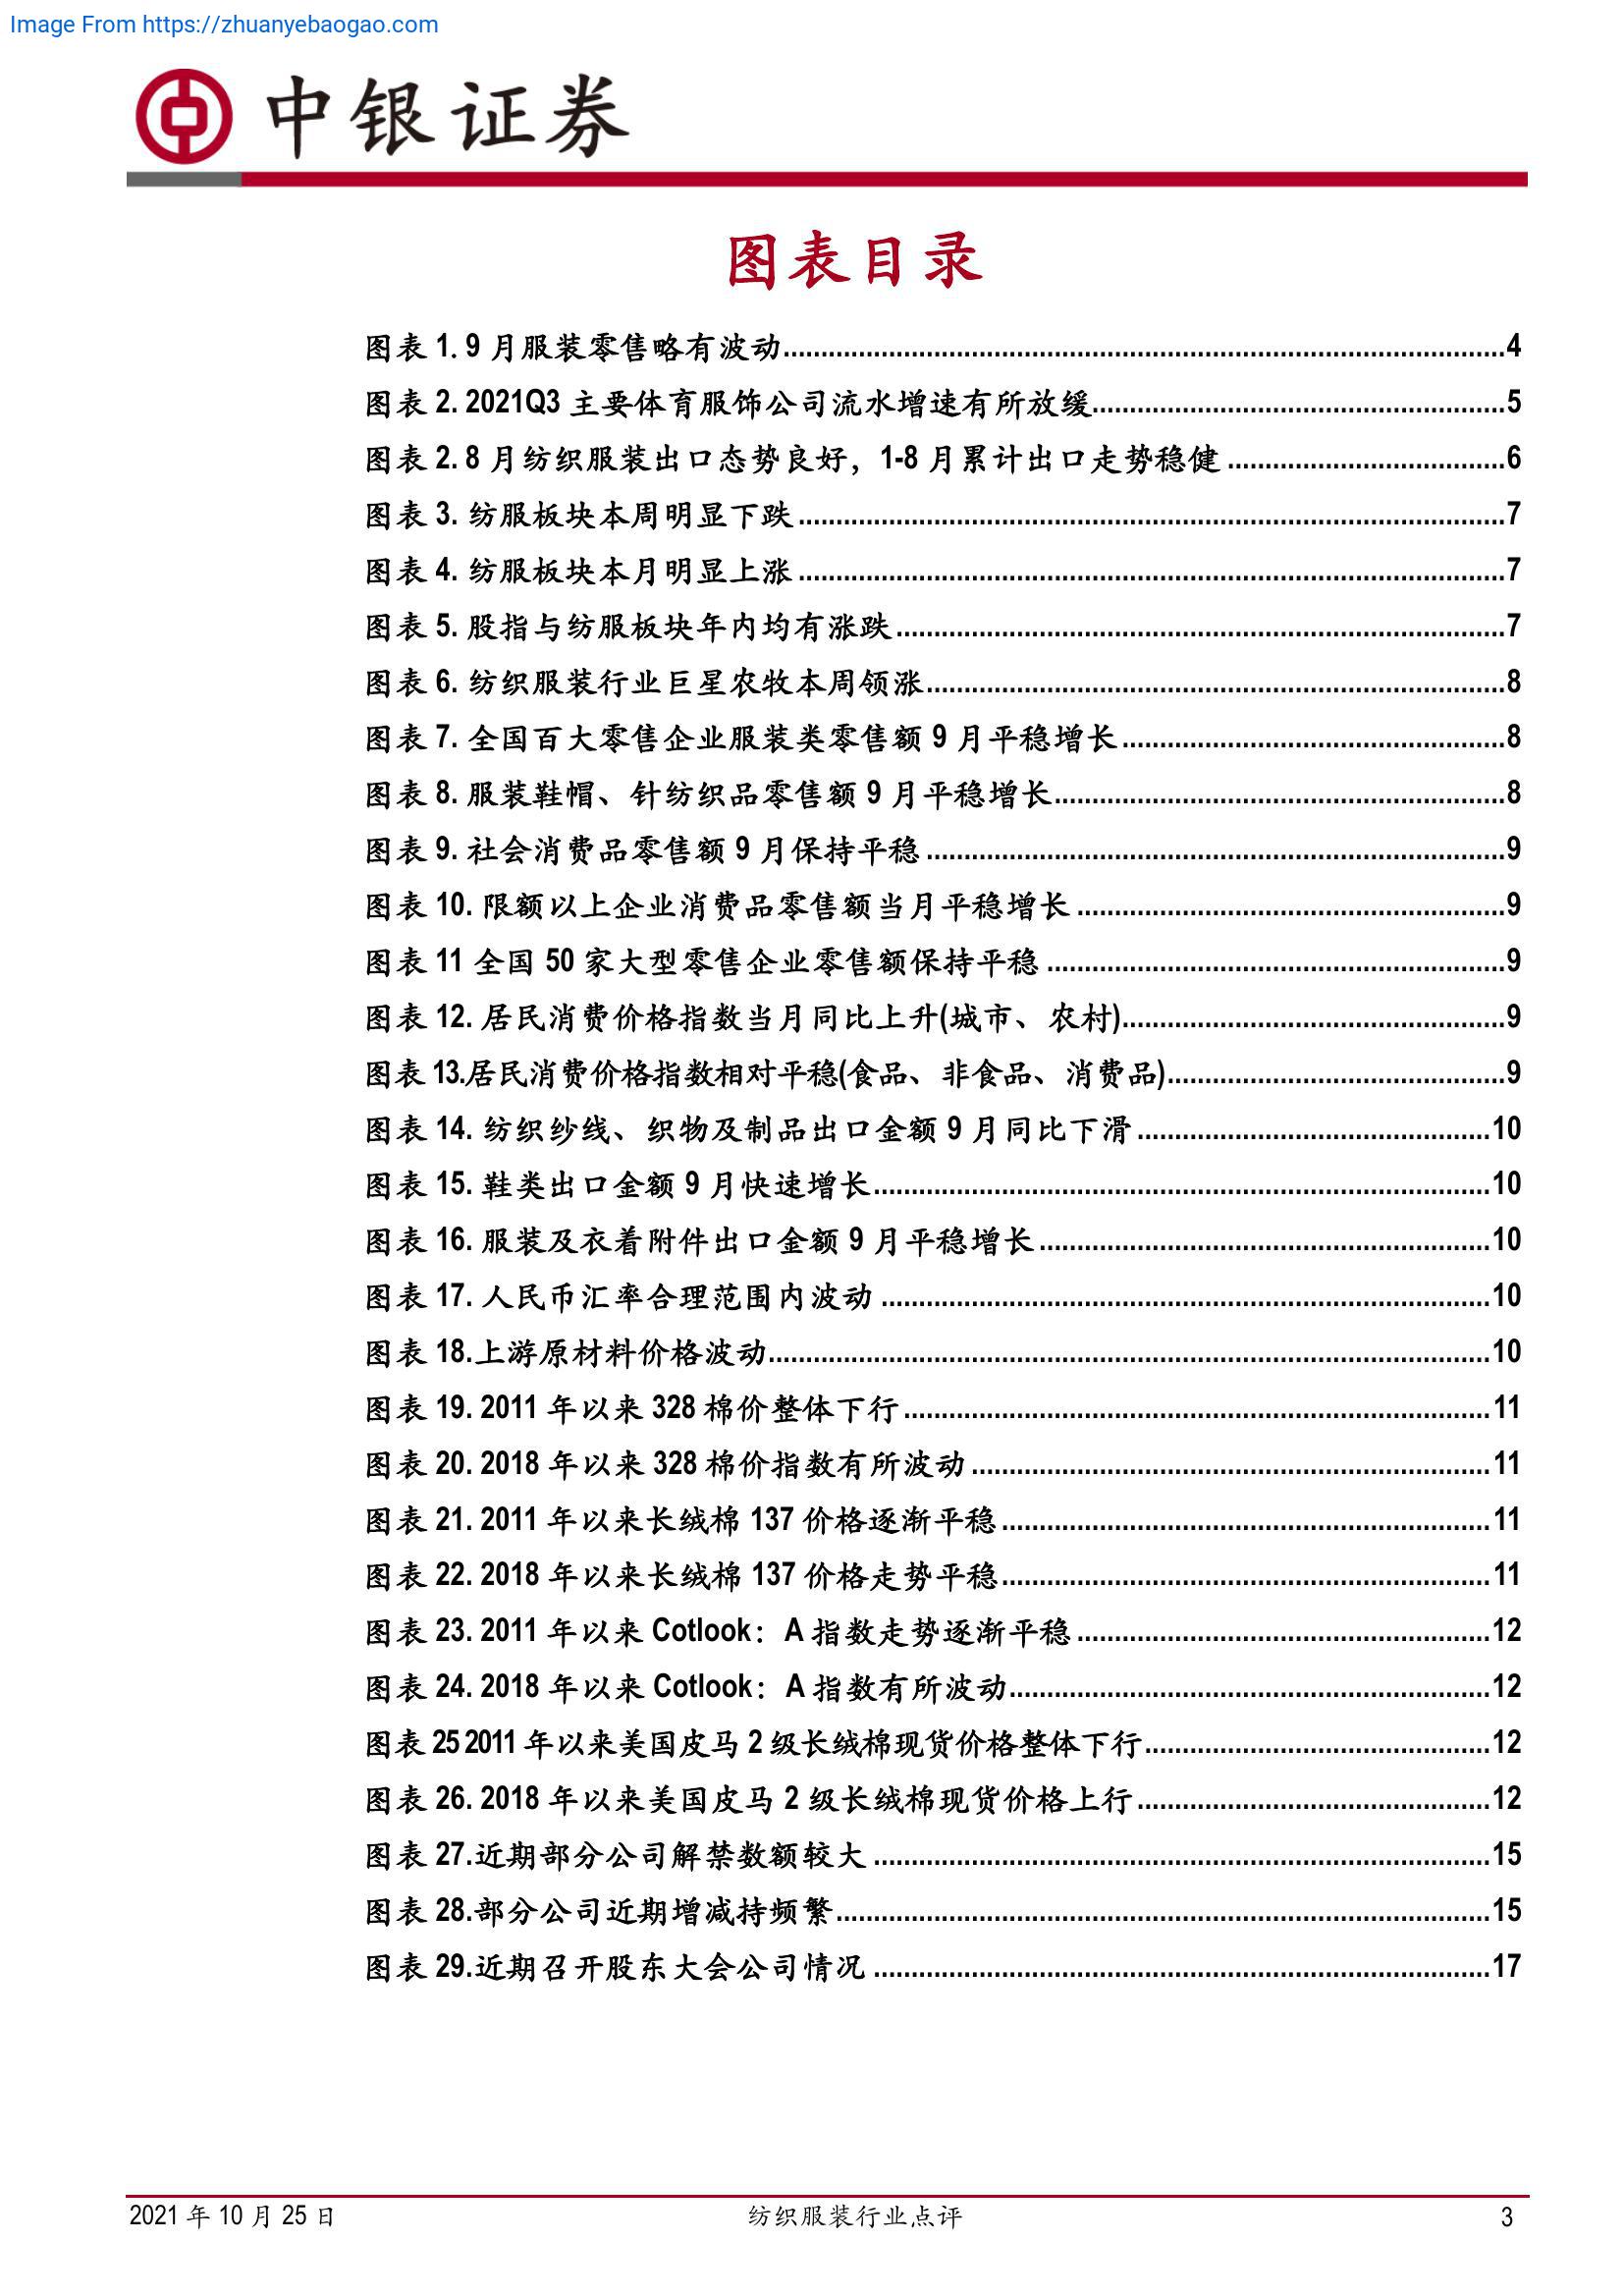 Image From https://zhuanyebaogao.com
中银证券
图表目录
图表 1. 9 月服装零售略有波动................................................4
图表 2. 2021Q3 主要体育服饰公司流水增速有所放缓................................................5
图表 2. 8 月纺织服装出口态势良好，1-8 月累计出口走势稳健................................................6
图表 3. 纺服板块本周明显下跌................................................7
图表 4. 纺服板块本月明显上涨................................................7
图表 5. 股指与纺服板块年内均有涨跌................................................7
图表 6. 纺织服装行业巨星农牧本周领涨................................................8
图表 7. 全国百大零售企业服装类零售额 9 月平稳增长................................................8
图表 8. 服装鞋帽、针纺织品零售额 9 月平稳增长................................................8
图表 9. 社会消费品零售额 9 月保持平稳................................................9
图表 10. 限额以上企业消费品零售额当月平稳增长................................................9
图表 11 全国 50 家大型零售企业零售额保持平稳................................................9
图表 12. 居民消费价格指数当月同比上升(城市、农村)................................................9
图表 13.居民消费价格指数相对平稳(食品、非食品、消费品)................................................9
图表 14. 纺织纱线、织物及制品出口金额 9 月同比下滑................................................10
图表 15. 鞋类出口金额 9 月快速增长................................................10
图表 16. 服装及衣着附件出口金额 9 月平稳增长................................................10
图表 17. 人民币汇率合理范围内波动................................................10
图表 18.上游原材料价格波动................................................10
图表 19. 2011 年以来 328 棉价整体下行................................................11
图表 20. 2018 年以来 328 棉价指数有所波动................................................11
图表 21. 2011 年以来长绒棉 137 价格逐渐平稳................................................11
图表 22. 2018 年以来长绒棉 137 价格走势平稳................................................11
图表 23. 2011 年以来 Cotlook：A 指数走势逐渐平稳................................................12
图表 24. 2018 年以来 Cotlook：A 指数有所波动................................................12
图表 25 2011 年以来美国皮马 2 级长绒棉现货价格整体下行................................................12
图表 26. 2018 年以来美国皮马 2 级长绒棉现货价格上行................................................12
图表 27.近期部分公司解禁数额较大................................................15
图表 28.部分公司近期增减持频繁................................................15
图表 29.近期召开股东大会公司情况................................................17
2021 年 10 月 25 日 纺织服装行业点评 3